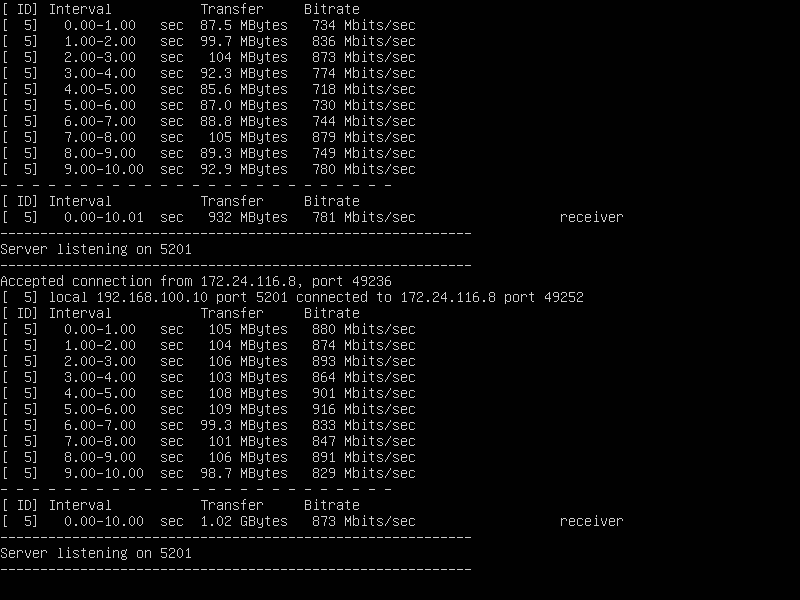 [ ID] Interval           Transfer     Bitrate
[  5]   0.00-1.00   sec  87.5 MBytes   734 Mbits/sec
[  5]   1.00-2.00   sec  99.7 MBytes   836 Mbits/sec
[  5]   2.00-3.00   sec   104 MBytes   873 Mbits/sec
[  5]   3.00-4.00   sec  92.3 MBytes   774 Mbits/sec
[  5]   4.00-5.00   sec  85.6 MBytes   718 Mbits/sec
[  5]   5.00-6.00   sec  87.0 MBytes   730 Mbits/sec
[  5]   6.00-7.00   sec  88.8 MBytes   744 Mbits/sec
[  5]   7.00-8.00   sec   105 MBytes   879 Mbits/sec
[  5]   8.00-9.00   sec  89.3 MBytes   749 Mbits/sec
[  5]   9.00-10.00  sec  92.9 MBytes   780 Mbits/sec
- - - - - - - - - - - - - - - - - - - - - - - - -
[ ID] Interval           Transfer     Bitrate
[  5]   0.00-10.01  sec   932 MBytes   781 Mbits/sec                  receiver
-----------------------------------------------------------
Server listening on 5201
-----------------------------------------------------------
Accepted connection from 172.24.116.8, port 49236
[  5] local 192.168.100.10 port 5201 connected to 172.24.116.8 port 49252
[ ID] Interval           Transfer     Bitrate
[  5]   0.00-1.00   sec   105 MBytes   880 Mbits/sec
[  5]   1.00-2.00   sec   104 MBytes   874 Mbits/sec
[  5]   2.00-3.00   sec   106 MBytes   893 Mbits/sec
[  5]   3.00-4.00   sec   103 MBytes   864 Mbits/sec
[  5]   4.00-5.00   sec   108 MBytes   901 Mbits/sec
[  5]   5.00-6.00   sec   109 MBytes   916 Mbits/sec
[  5]   6.00-7.00   sec  99.3 MBytes   833 Mbits/sec
[  5]   7.00-8.00   sec   101 MBytes   847 Mbits/sec
[  5]   8.00-9.00   sec   106 MBytes   891 Mbits/sec
[  5]   9.00-10.00  sec  98.7 MBytes   829 Mbits/sec
- - - - - - - - - - - - - - - - - - - - - - - - -
[ ID] Interval           Transfer     Bitrate
[  5]   0.00-10.00  sec  1.02 GBytes   873 Mbits/sec                  receiver
-----------------------------------------------------------
Server listening on 5201
-----------------------------------------------------------